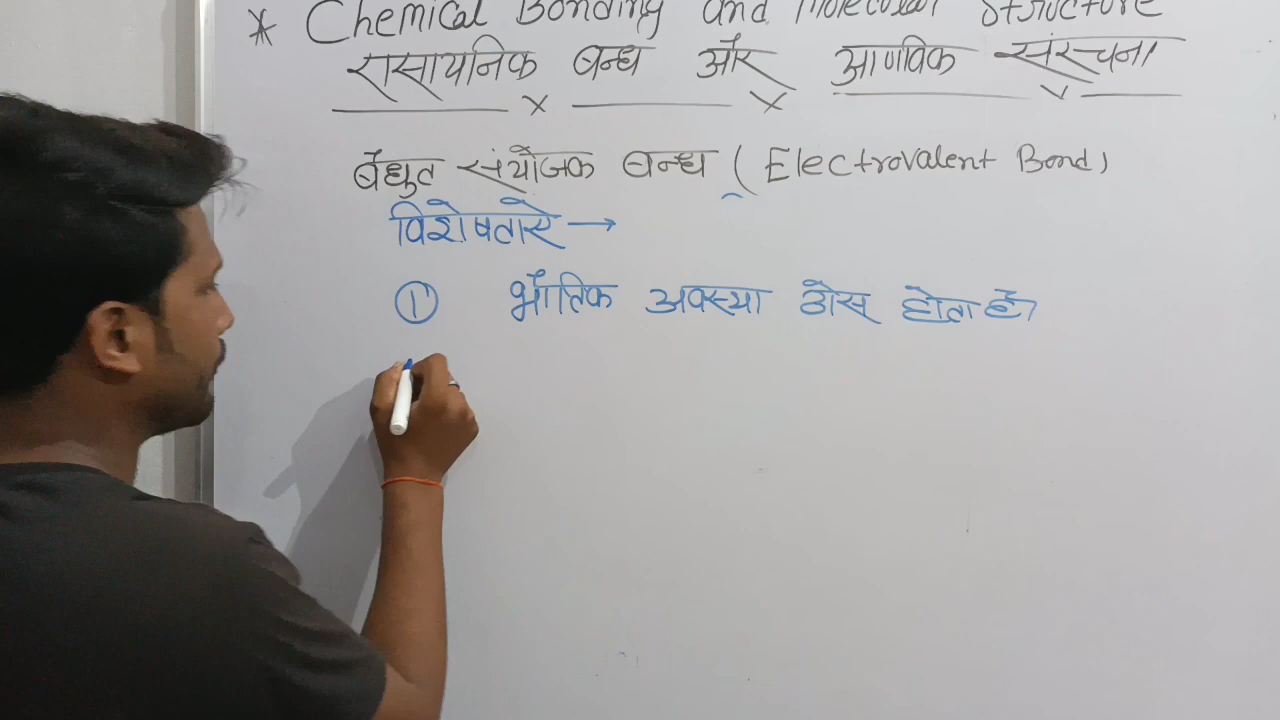 * Chemical Bonding and Molecular Structure
रासायनिक बन्ध और आणविक संरचना
बैधुत संयोजक बन्ध ( Electrovalent Bond )
विशेषतारे →
① भौतिक अवस्था ठोस होता है।